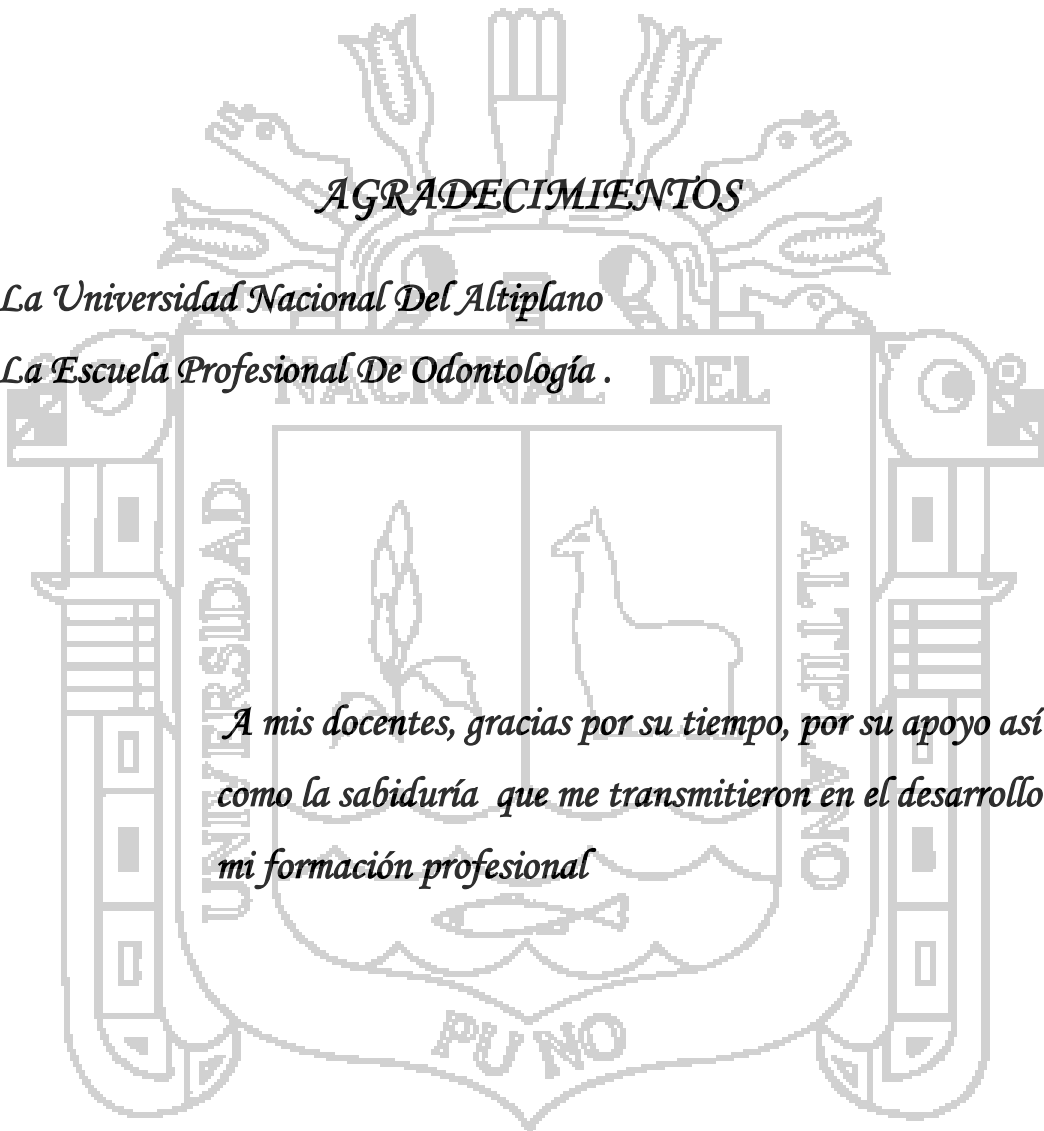 AGRADECIMIENTOS
La Universidad Nacional Del Altiplano
La Escuela Profesional De Odontología .
NACIONAL DEL
UNIVERSIDAD
ALTIPLANO
A mis docentes, gracias por su tiempo, por su apoyo así
como la sabiduría que me transmitieron en el desarrollo
mi formación profesional
PUNO